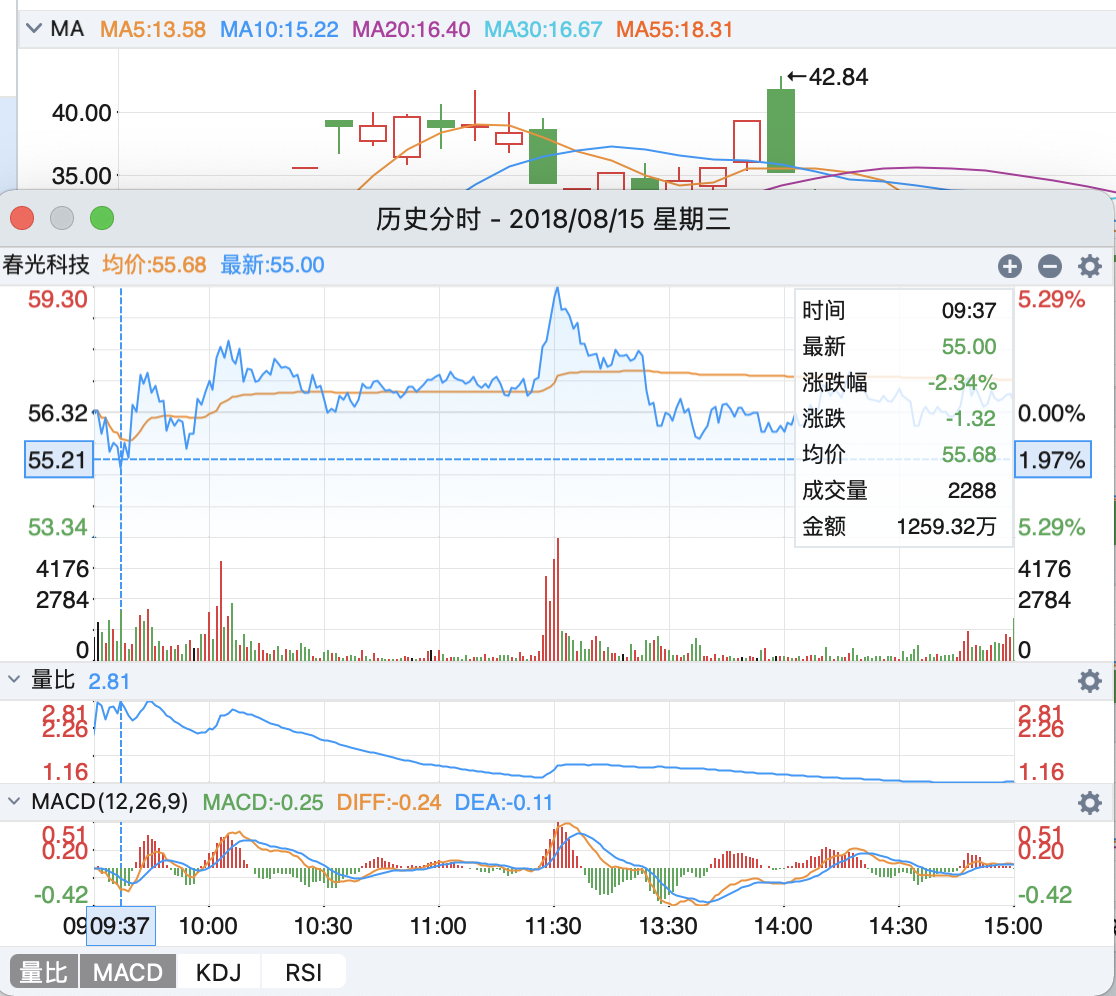 MA MA5:13.58 MA10:15.22 MA20:16.40 MA30:16.67 MA55:18.31
←42.84
40.00
35.00
历史分时 - 2018/08/15 星期三
春光科技 均价:55.68 最新:55.00
59.30 5.29%
时间 09:37
最新 55.00
涨跌幅 -2.34%
56.32 0.00%
涨跌 -1.32
55.21 1.97%
均价 55.68
成交量 2288
53.34 5.29%
金额 1259.32万
4176 4176
2784 2784
0 0
量比 2.81
2.81 2.81
2.26 2.26
1.16 1.16
MACD(12,26,9) MACD:-0.25 DIFF:-0.24 DEA:-0.11
0.51 0.51
0.20 0.20
-0.42 -0.42
09:37 10:00 10:30 11:00 11:30 13:30 14:00 14:30 15:00
量比 MACD KDJ RSI